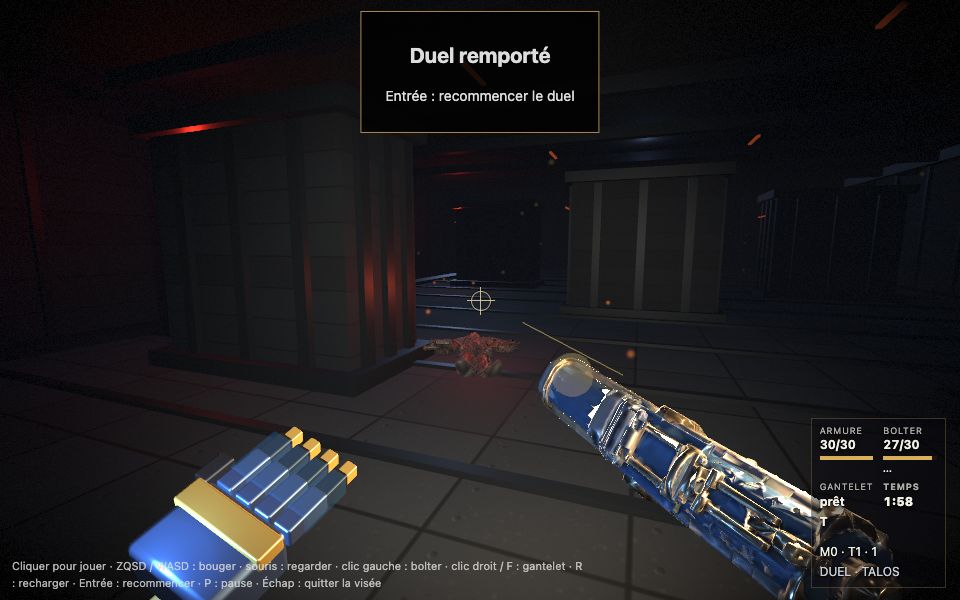 Duel remporté
Entrée : recommencer le duel
ARMURE BOLTER
30/30 27/30
...
GANTELET TEMPS
prêt 1:58
T
M0 · T1 · 1
DUEL · TALOS
Cliquer pour jouer · ZQSD / WASD : bouger · souris : regarder · clic gauche : bolter · clic droit / F : gantelet · R
: recharger · Entrée : recommencer · P : pause · Échap : quitter la visée